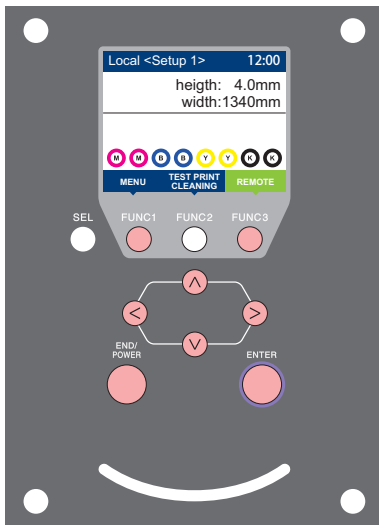 Local <Setup 1> 12:00
heigth: 4.0mm
width:1340mm
M M B B Y Y K K
MENU TEST PRINT CLEANING REMOTE
SEL FUNC1 FUNC2 FUNC3
END/
POWER
ENTER